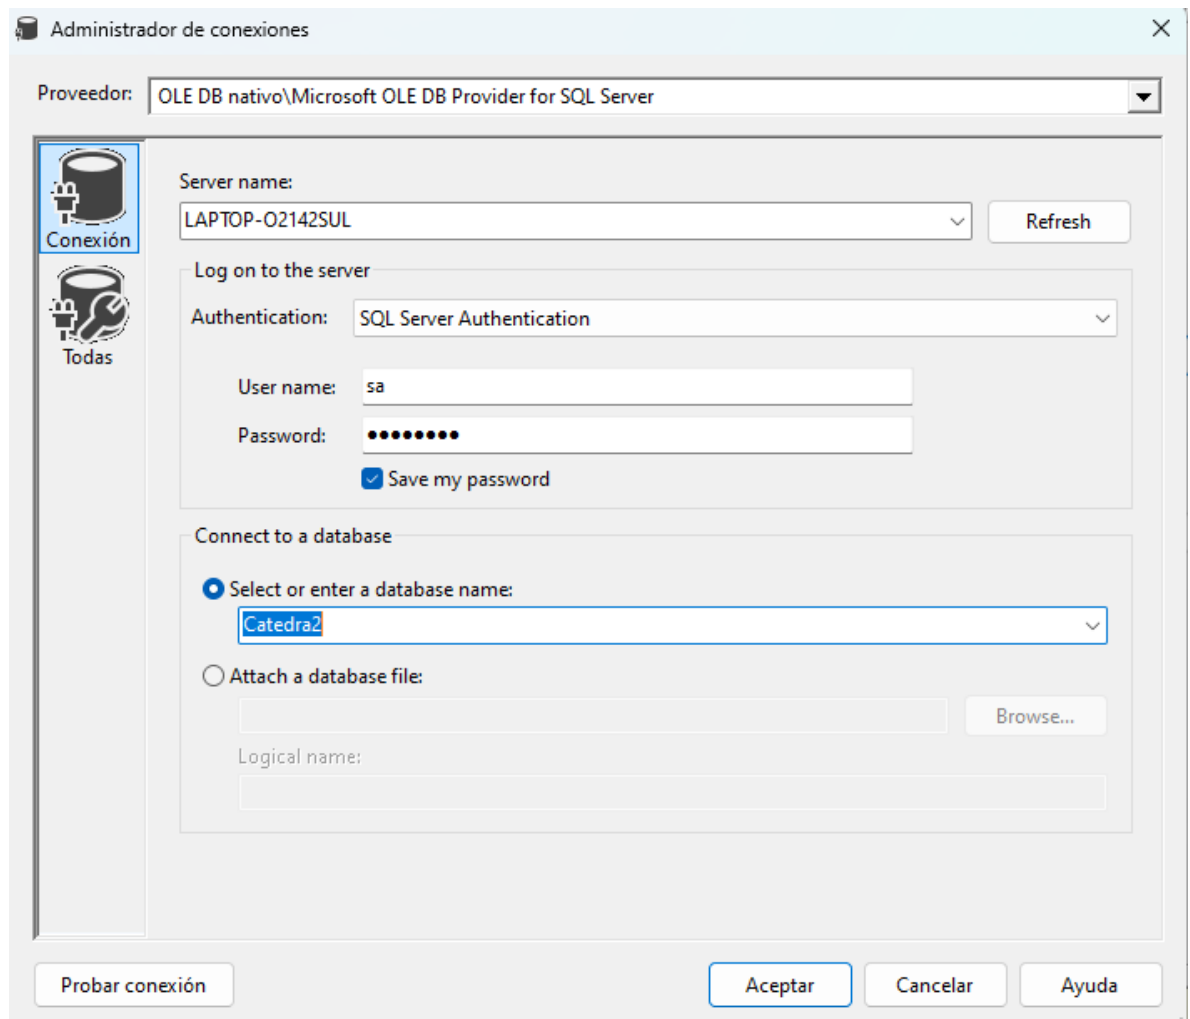 Administrador de conexiones
Proveedor: OLE DB nativo\Microsoft OLE DB Provider for SQL Server
Conexión
Todas
Server name:
LAPTOP-O2142SUL Refresh
Log on to the server
Authentication: SQL Server Authentication
User name: sa
Password: ●●●●●●●●
Save my password
Connect to a database
Select or enter a database name:
Catedra2
Attach a database file:
Browse...
Logical name:
Probar conexión Aceptar Cancelar Ayuda